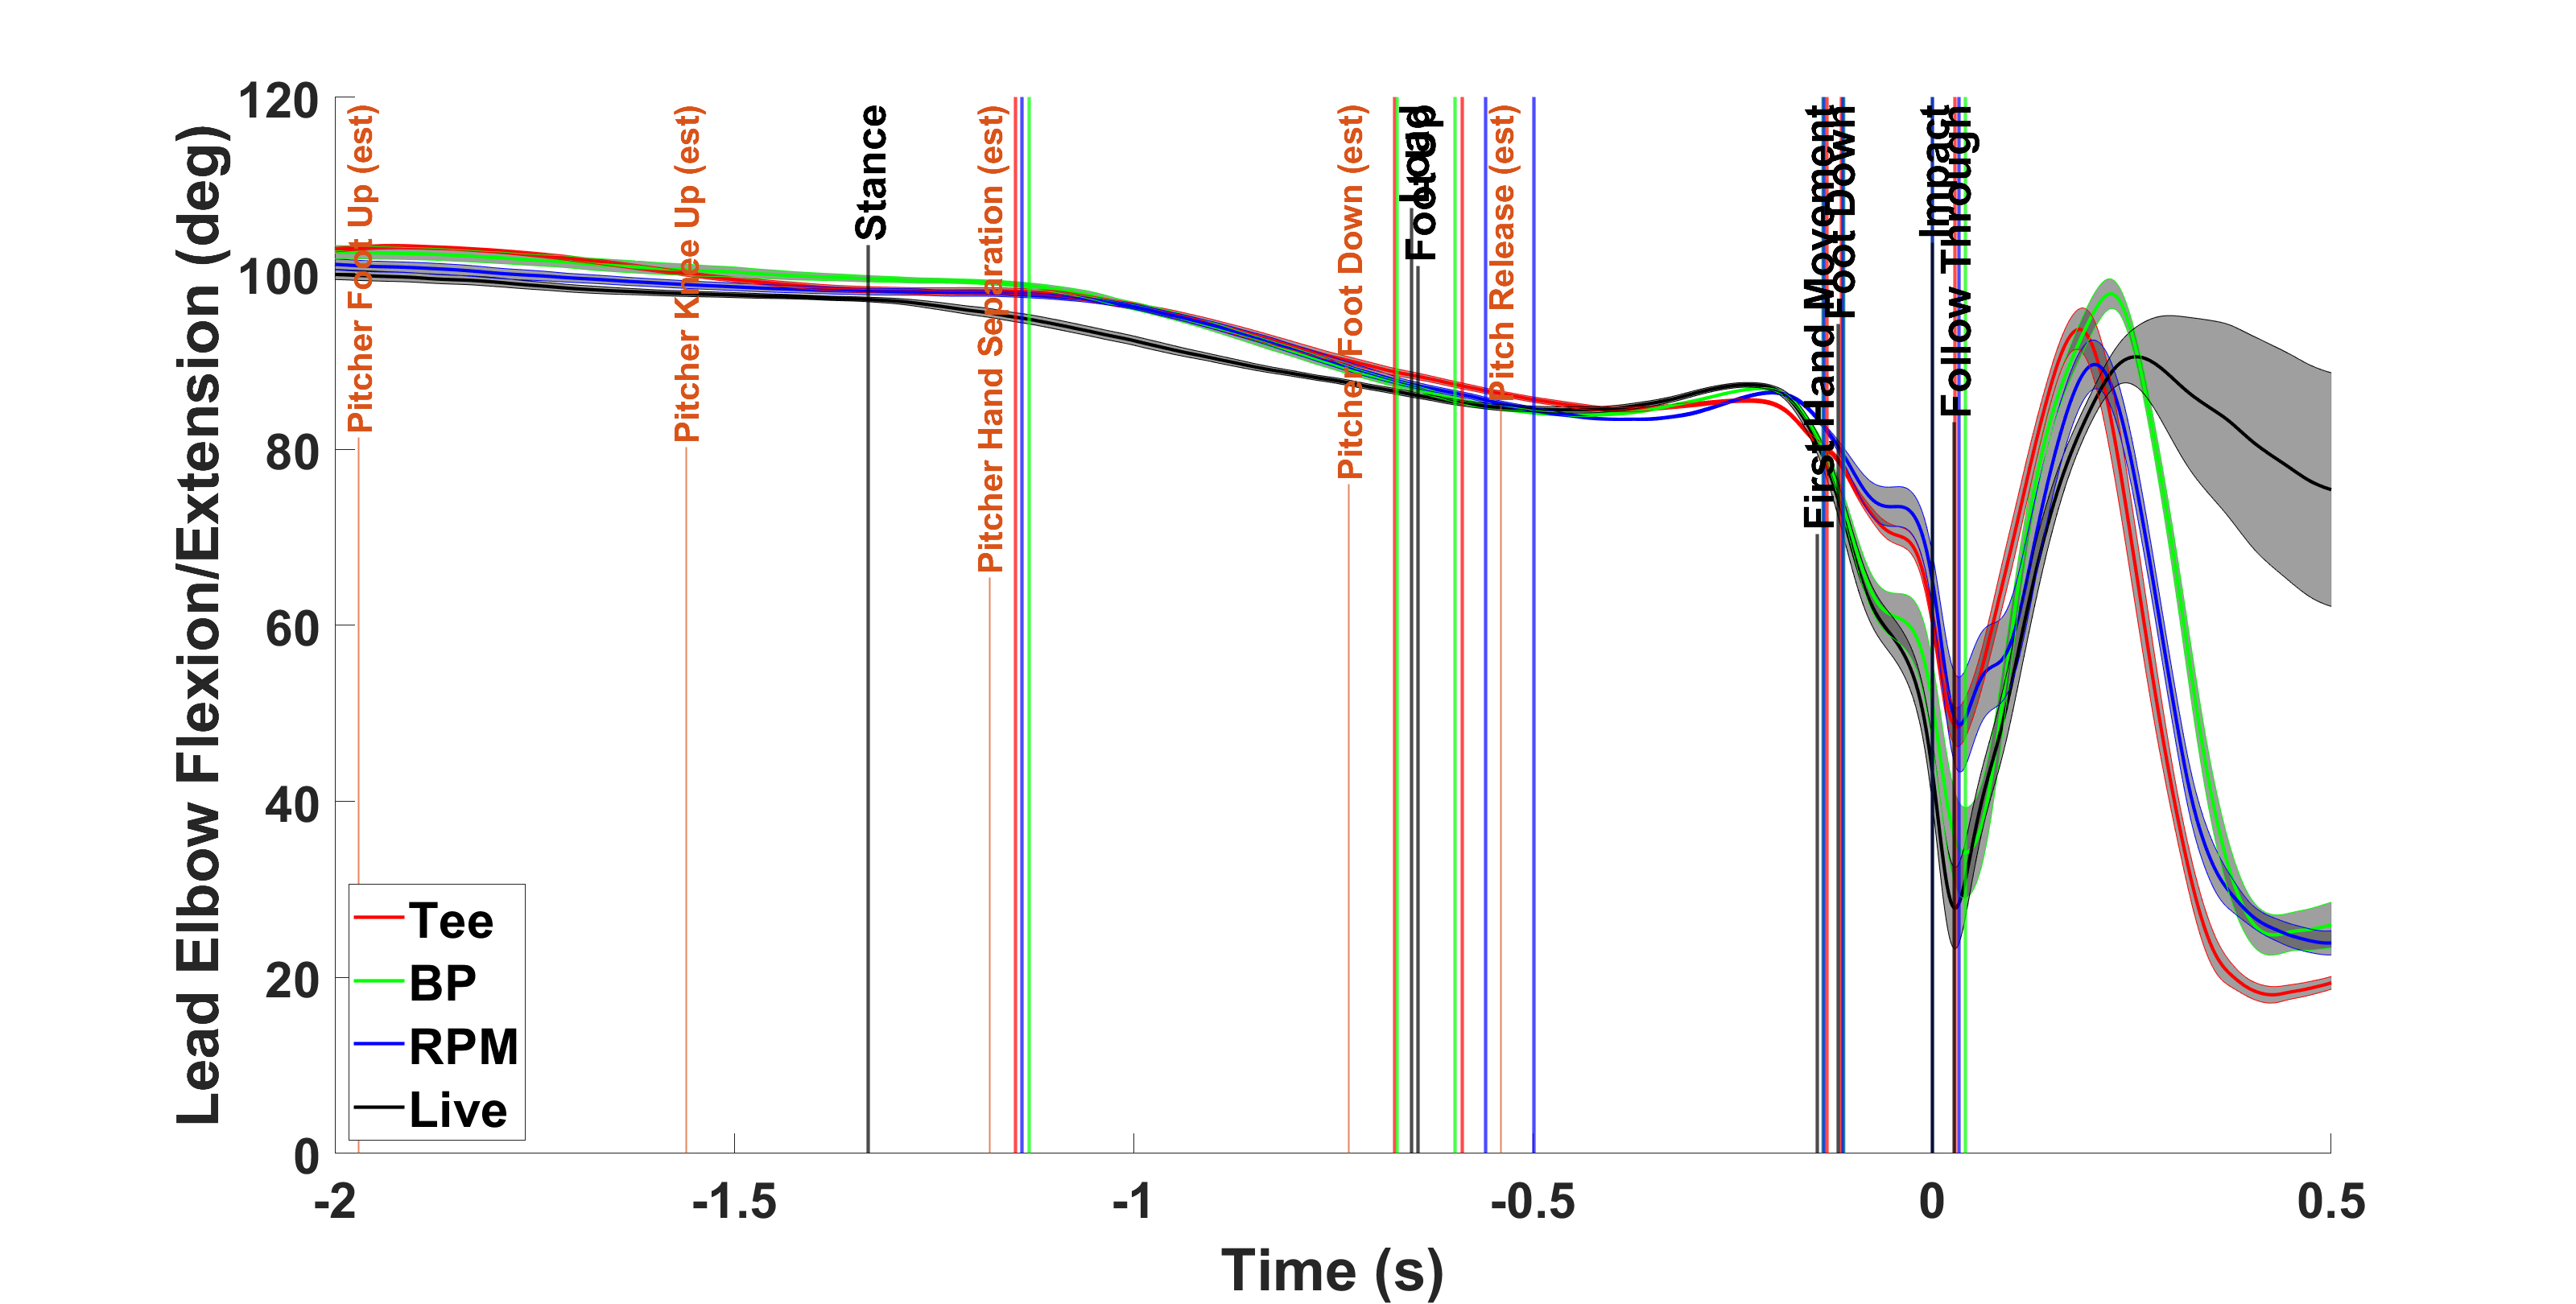 Lead Elbow Flexion/Extension (deg)
120
100
80
60
40
20
0
Pitcher Foot Up (est)
Pitcher Knee Up (est)
Stance
Pitcher Hand Separation (est)
Pitcher Foot Down (est)
Load
Foot Up
Pitch Release (est)
First Hand Movement
Foot Down
Impact
Follow Through
Tee
BP
RPM
Live
-2
-1.5
-1
-0.5
0
0.5
Time (s)